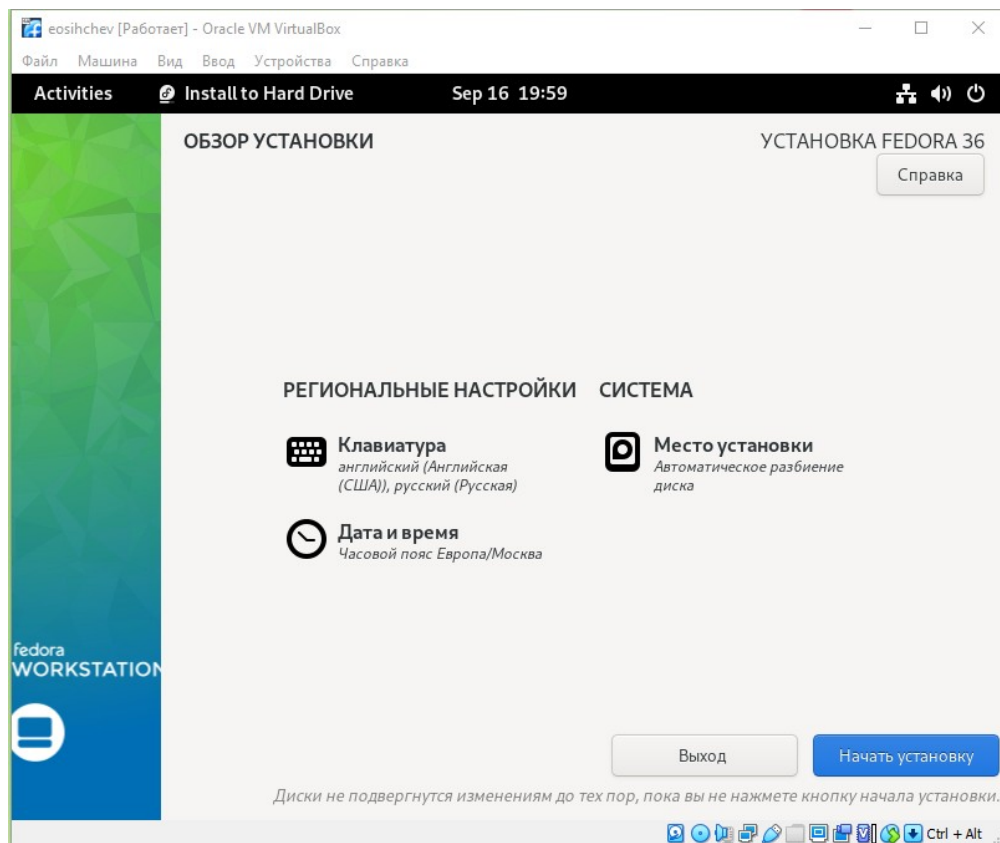 eosihchev [Работает] - Oracle VM VirtualBox
Файл Машина Вид Ввод Устройства Справка
Activities Install to Hard Drive Sep 16 19:59
ОБЗОР УСТАНОВКИ
УСТАНОВКА FEDORA 36
Справка
РЕГИОНАЛЬНЫЕ НАСТРОЙКИ
Клавиатура
английский (Английская
(США)), русский (Русская)
Дата и время
Часовой пояс Европа/Москва
СИСТЕМА
Место установки
Автоматическое разбиение
диска
fedora
WORKSTATION
Выход
Начать установку
Диски не подвергнутся изменениям до тех пор, пока вы не нажмете кнопку начала установки.
Ctrl + Alt